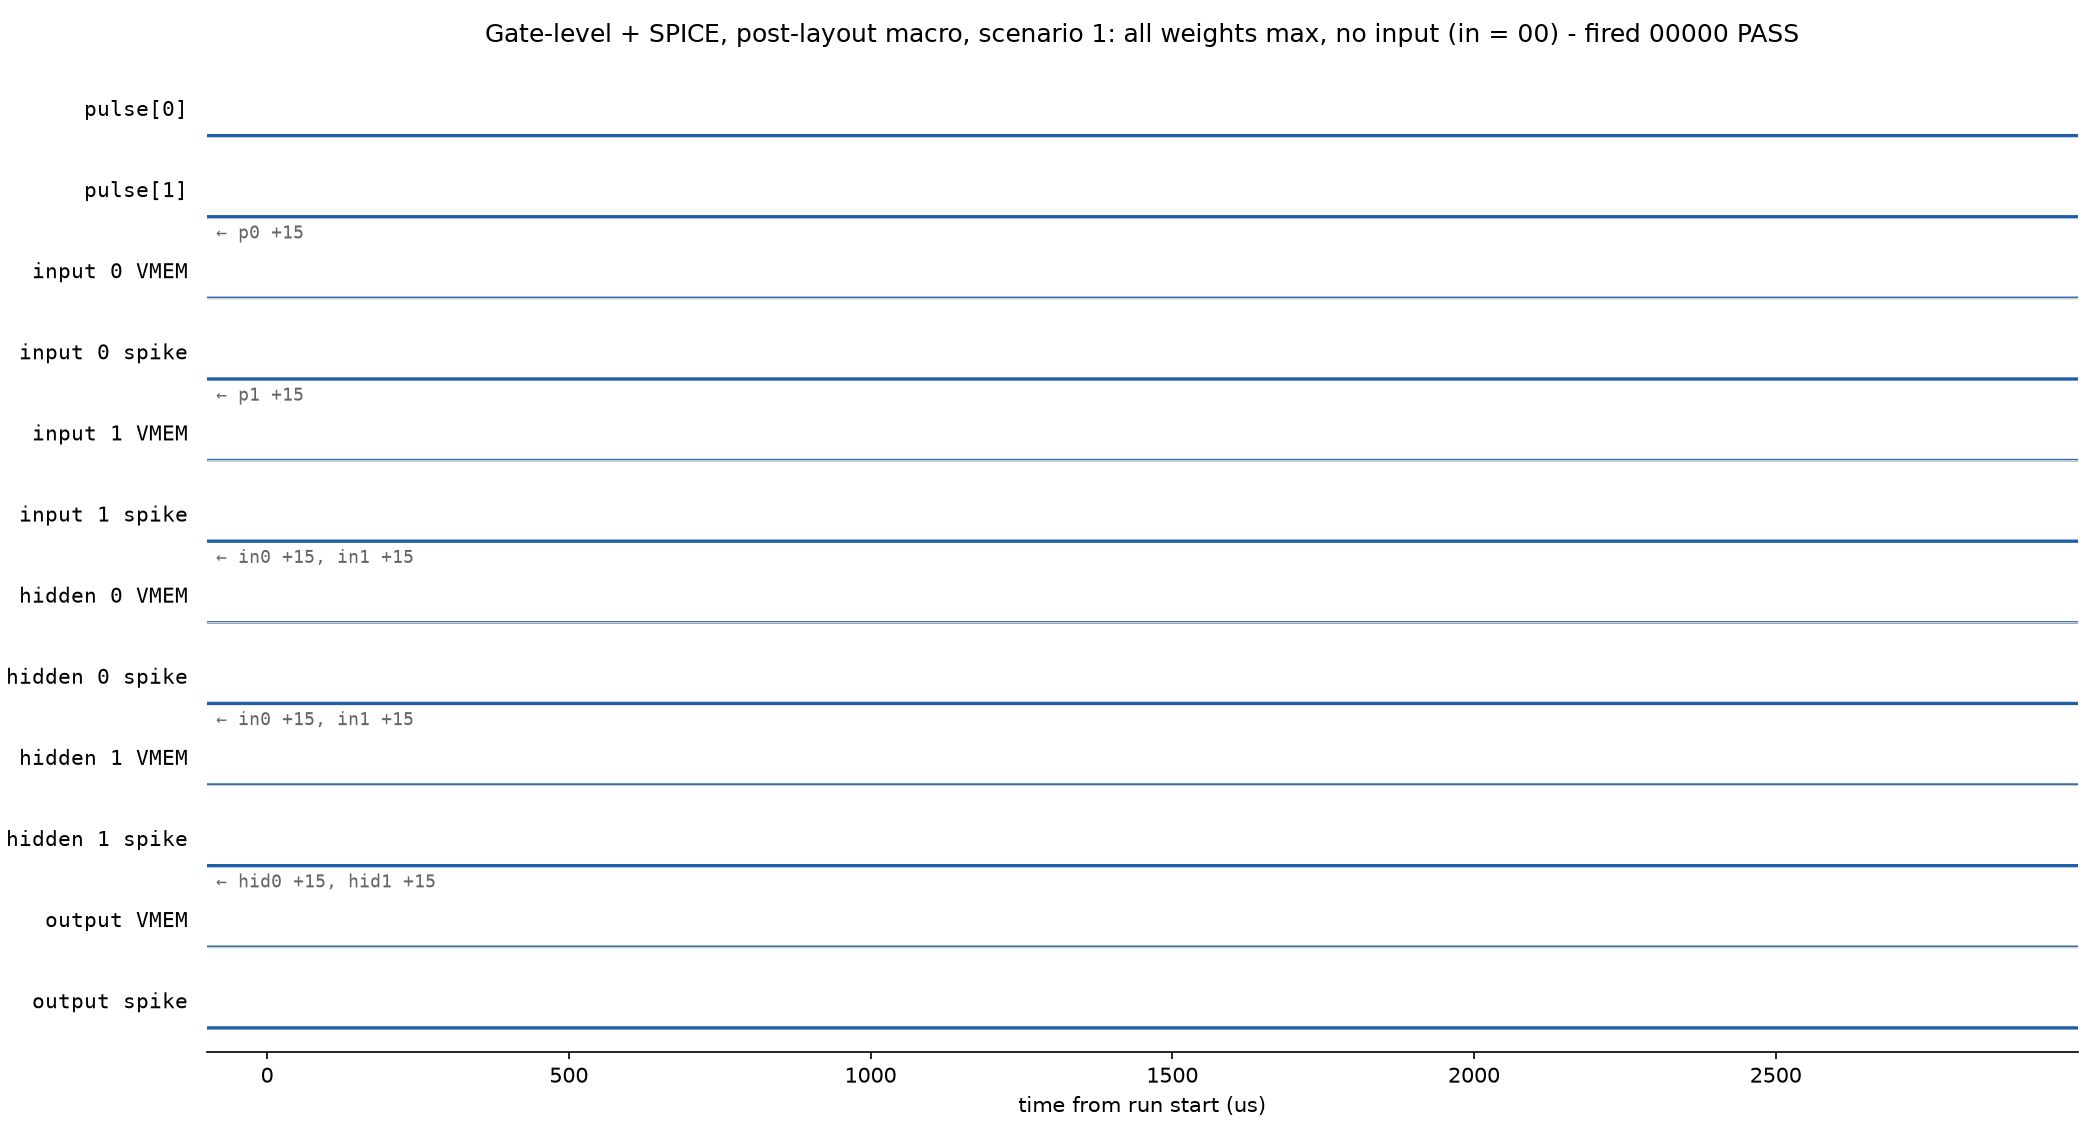 Gate-level + SPICE, post-layout macro, scenario 1: all weights max, no input (in = 00) - fired 00000 PASS
pulse[0]
pulse[1]
← p0 +15
input 0 VMEM
input 0 spike
← p1 +15
input 1 VMEM
input 1 spike
← in0 +15, in1 +15
hidden 0 VMEM
hidden 0 spike
← in0 +15, in1 +15
hidden 1 VMEM
hidden 1 spike
← hid0 +15, hid1 +15
output VMEM
output spike
0 500 1000 1500 2000 2500
time from run start (us)